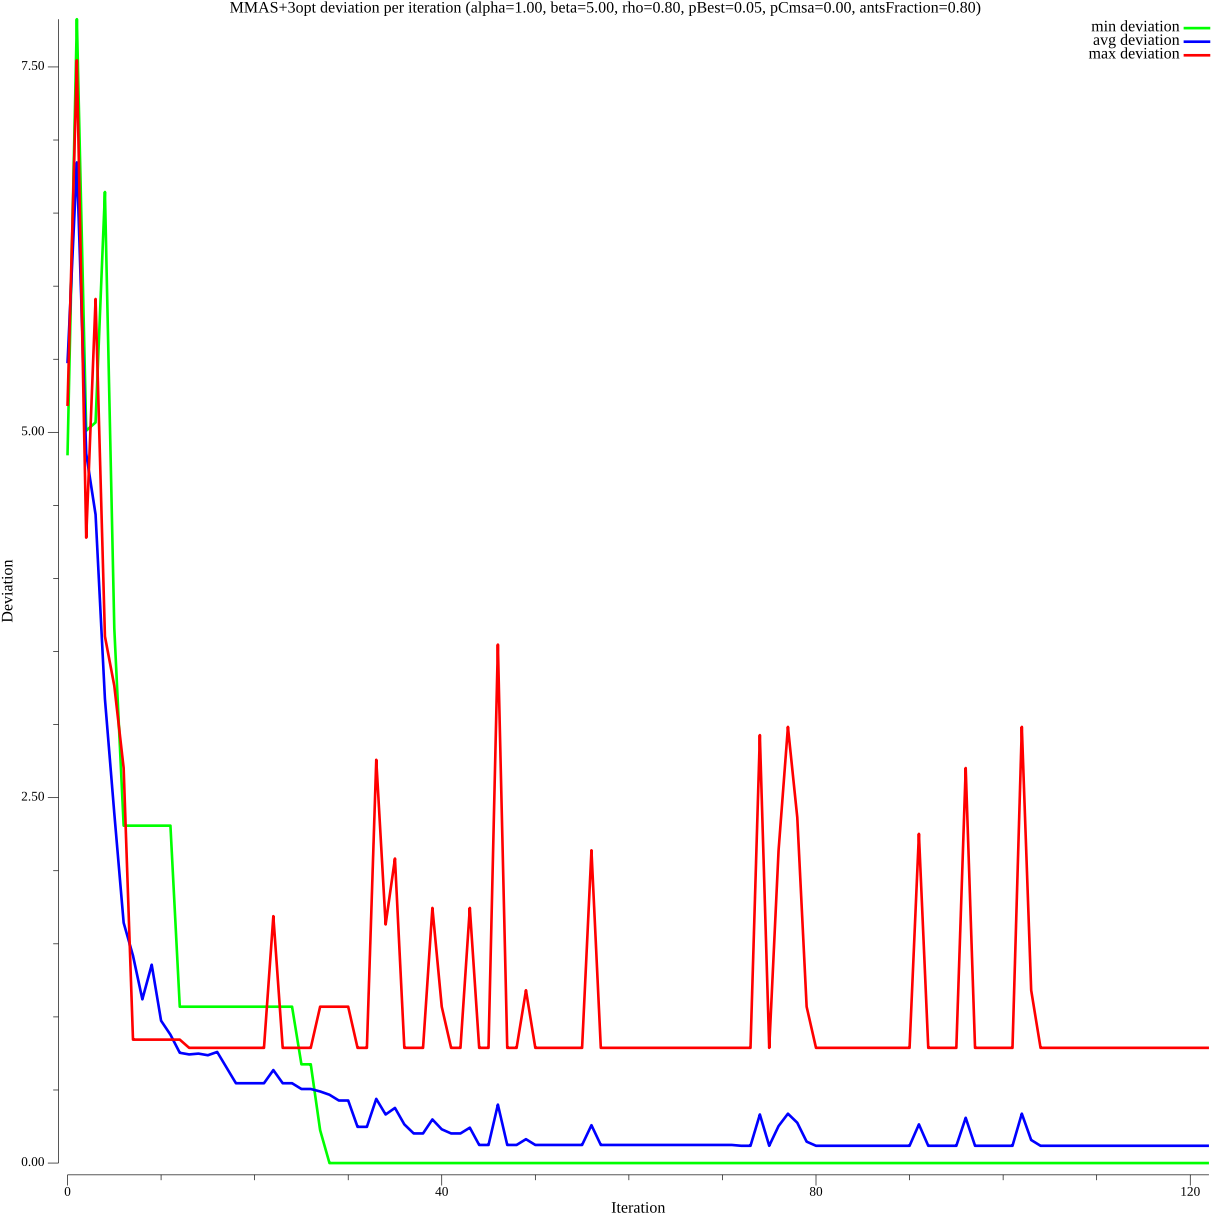 MMAS+3opt deviation per iteration (alpha=1.00, beta=5.00, rho=0.80, pBest=0.05, pCmsa=0.00, antsFraction=0.80)
min deviation
avg deviation
max deviation
7.50
5.00
2.50
0.00
Deviation
0
40
80
120
Iteration